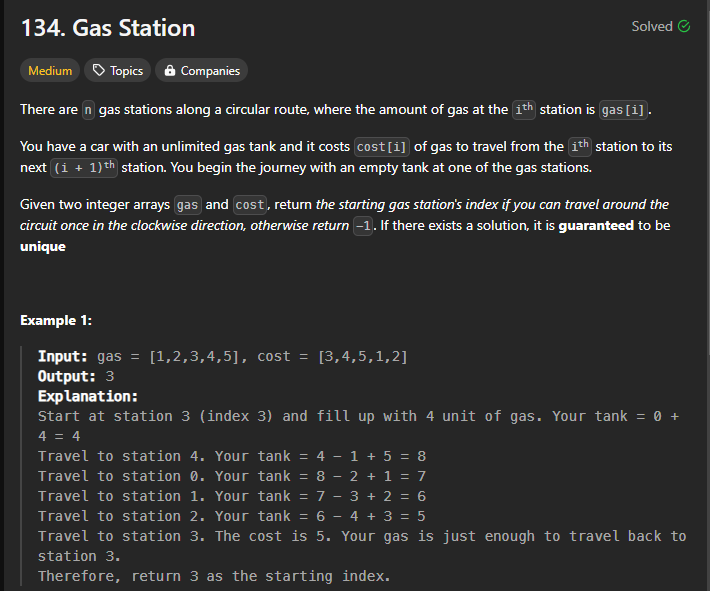 134. Gas Station
Solved
Medium
Topics
Companies
There are n gas stations along a circular route, where the amount of gas at the ith station is gas[i].
You have a car with an unlimited gas tank and it costs cost[i] of gas to travel from the ith station to its
next (i + 1)th station. You begin the journey with an empty tank at one of the gas stations.
Given two integer arrays gas and cost, return the starting gas station's index if you can travel around the
circuit once in the clockwise direction, otherwise return -1. If there exists a solution, it is guaranteed to be
unique
Example 1:
Input: gas = [1,2,3,4,5], cost = [3,4,5,1,2]
Output: 3
Explanation:
Start at station 3 (index 3) and fill up with 4 unit of gas. Your tank = 0 +
4 = 4
Travel to station 4. Your tank = 4 - 1 + 5 = 8
Travel to station 0. Your tank = 8 - 2 + 1 = 7
Travel to station 1. Your tank = 7 - 3 + 2 = 6
Travel to station 2. Your tank = 6 - 4 + 3 = 5
Travel to station 3. The cost is 5. Your gas is just enough to travel back to
station 3.
Therefore, return 3 as the starting index.